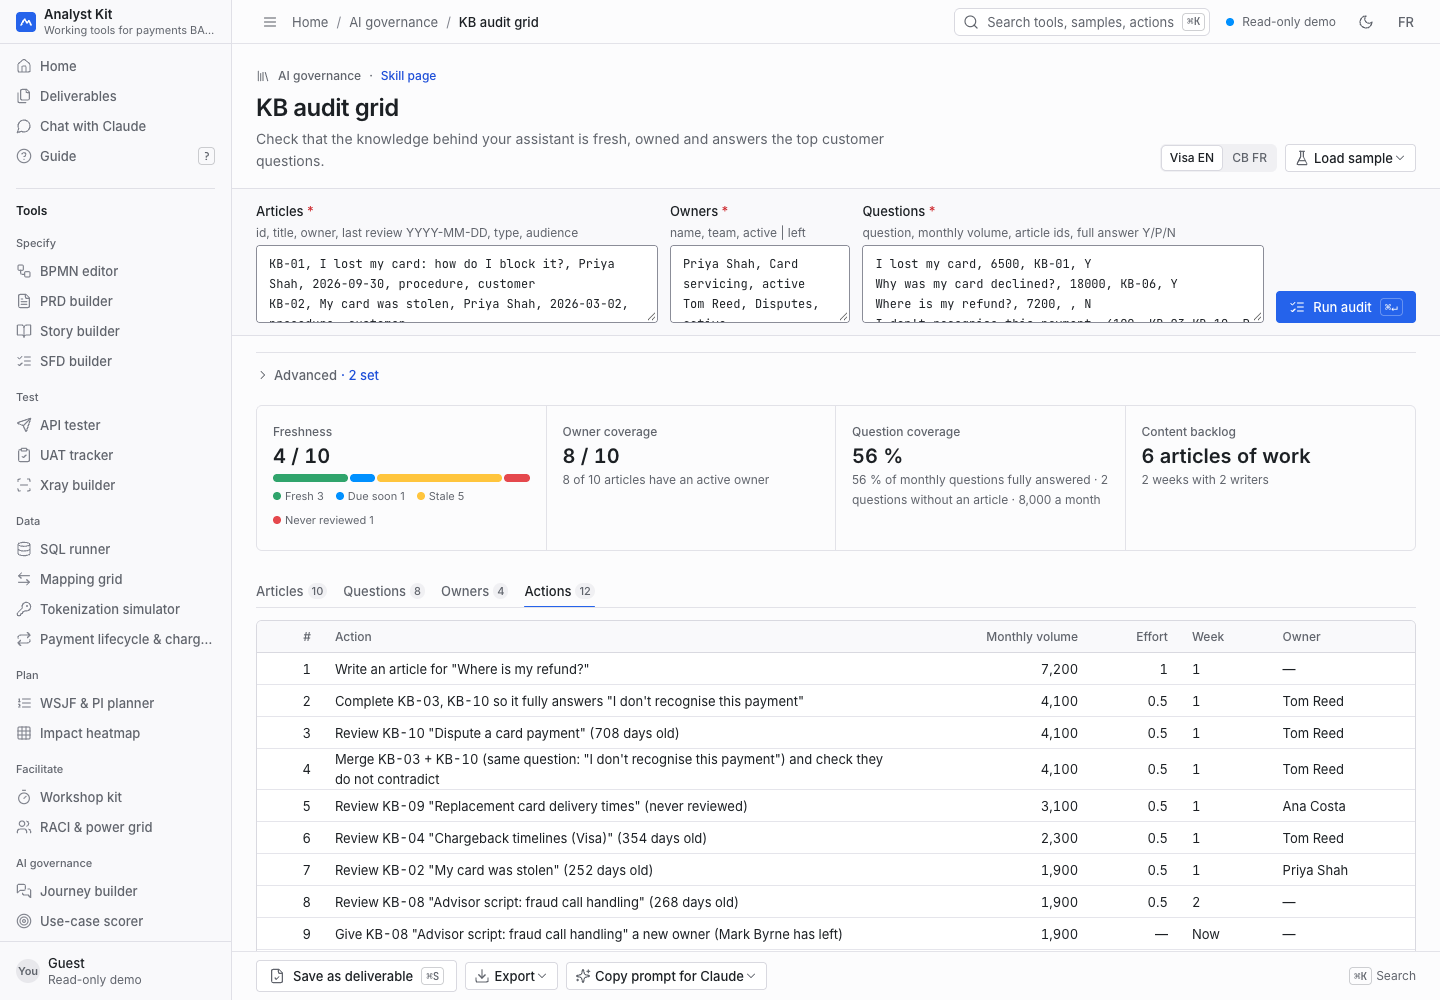 Analyst Kit
Working tools for payments BA...
Home / AI governance / KB audit grid
Search tools, samples, actions ⌘K
Read-only demo
FR
Home
Deliverables
Chat with Claude
Guide ?
Tools
Specify
BPMN editor
PRD builder
Story builder
SFD builder
Test
API tester
UAT tracker
Xray builder
Data
SQL runner
Mapping grid
Tokenization simulator
Payment lifecycle & charg...
Plan
WSJF & PI planner
Impact heatmap
Facilitate
Workshop kit
RACI & power grid
AI governance
Journey builder
Use-case scorer
You
Guest
Read-only demo
AI governance · Skill page
KB audit grid
Check that the knowledge behind your assistant is fresh, owned and answers the top customer
questions.
Visa EN CB FR
Load sample
Articles *
id, title, owner, last review YYYY-MM-DD, type, audience
KB-01, I lost my card: how do I block it?, Priya
Shah, 2026-09-30, procedure, customer
KB-02, My card was stolen, Priya Shah, 2026-03-02,
procedure, customer
Owners *
name, team, active | left
Priya Shah, Card
servicing, active
Tom Reed, Disputes,
active
Questions *
question, monthly volume, article ids, full answer Y/P/N
I lost my card, 6500, KB-01, Y
Why was my card declined?, 18000, KB-06, Y
Where is my refund?, 7200, , N
I don't recognise this payment, 4100, KB-03 KB-10, P
Run audit ⌘↵
Advanced · 2 set
Freshness
4 / 10
Fresh 3 Due soon 1 Stale 5
Never reviewed 1
Owner coverage
8 / 10
8 of 10 articles have an active owner
Question coverage
56 %
56 % of monthly questions fully answered · 2
questions without an article · 8,000 a month
Content backlog
6 articles of work
2 weeks with 2 writers
Articles 10 Questions 8 Owners 4 Actions 12
# Action Monthly volume Effort Week Owner
1 Write an article for "Where is my refund?" 7,200 1 1 —
2 Complete KB-03, KB-10 so it fully answers "I don't recognise this payment" 4,100 0.5 1 Tom Reed
3 Review KB-10 "Dispute a card payment" (708 days old) 4,100 0.5 1 Tom Reed
4 Merge KB-03 + KB-10 (same question: "I don't recognise this payment") and check they
do not contradict 4,100 0.5 1 Tom Reed
5 Review KB-09 "Replacement card delivery times" (never reviewed) 3,100 0.5 1 Ana Costa
6 Review KB-04 "Chargeback timelines (Visa)" (354 days old) 2,300 0.5 1 Tom Reed
7 Review KB-02 "My card was stolen" (252 days old) 1,900 0.5 1 Priya Shah
8 Review KB-08 "Advisor script: fraud call handling" (268 days old) 1,900 0.5 2 —
9 Give KB-08 "Advisor script: fraud call handling" a new owner (Mark Byrne has left) 1,900 — Now —
Save as deliverable ⌘S
Export
Copy prompt for Claude
⌘K Search